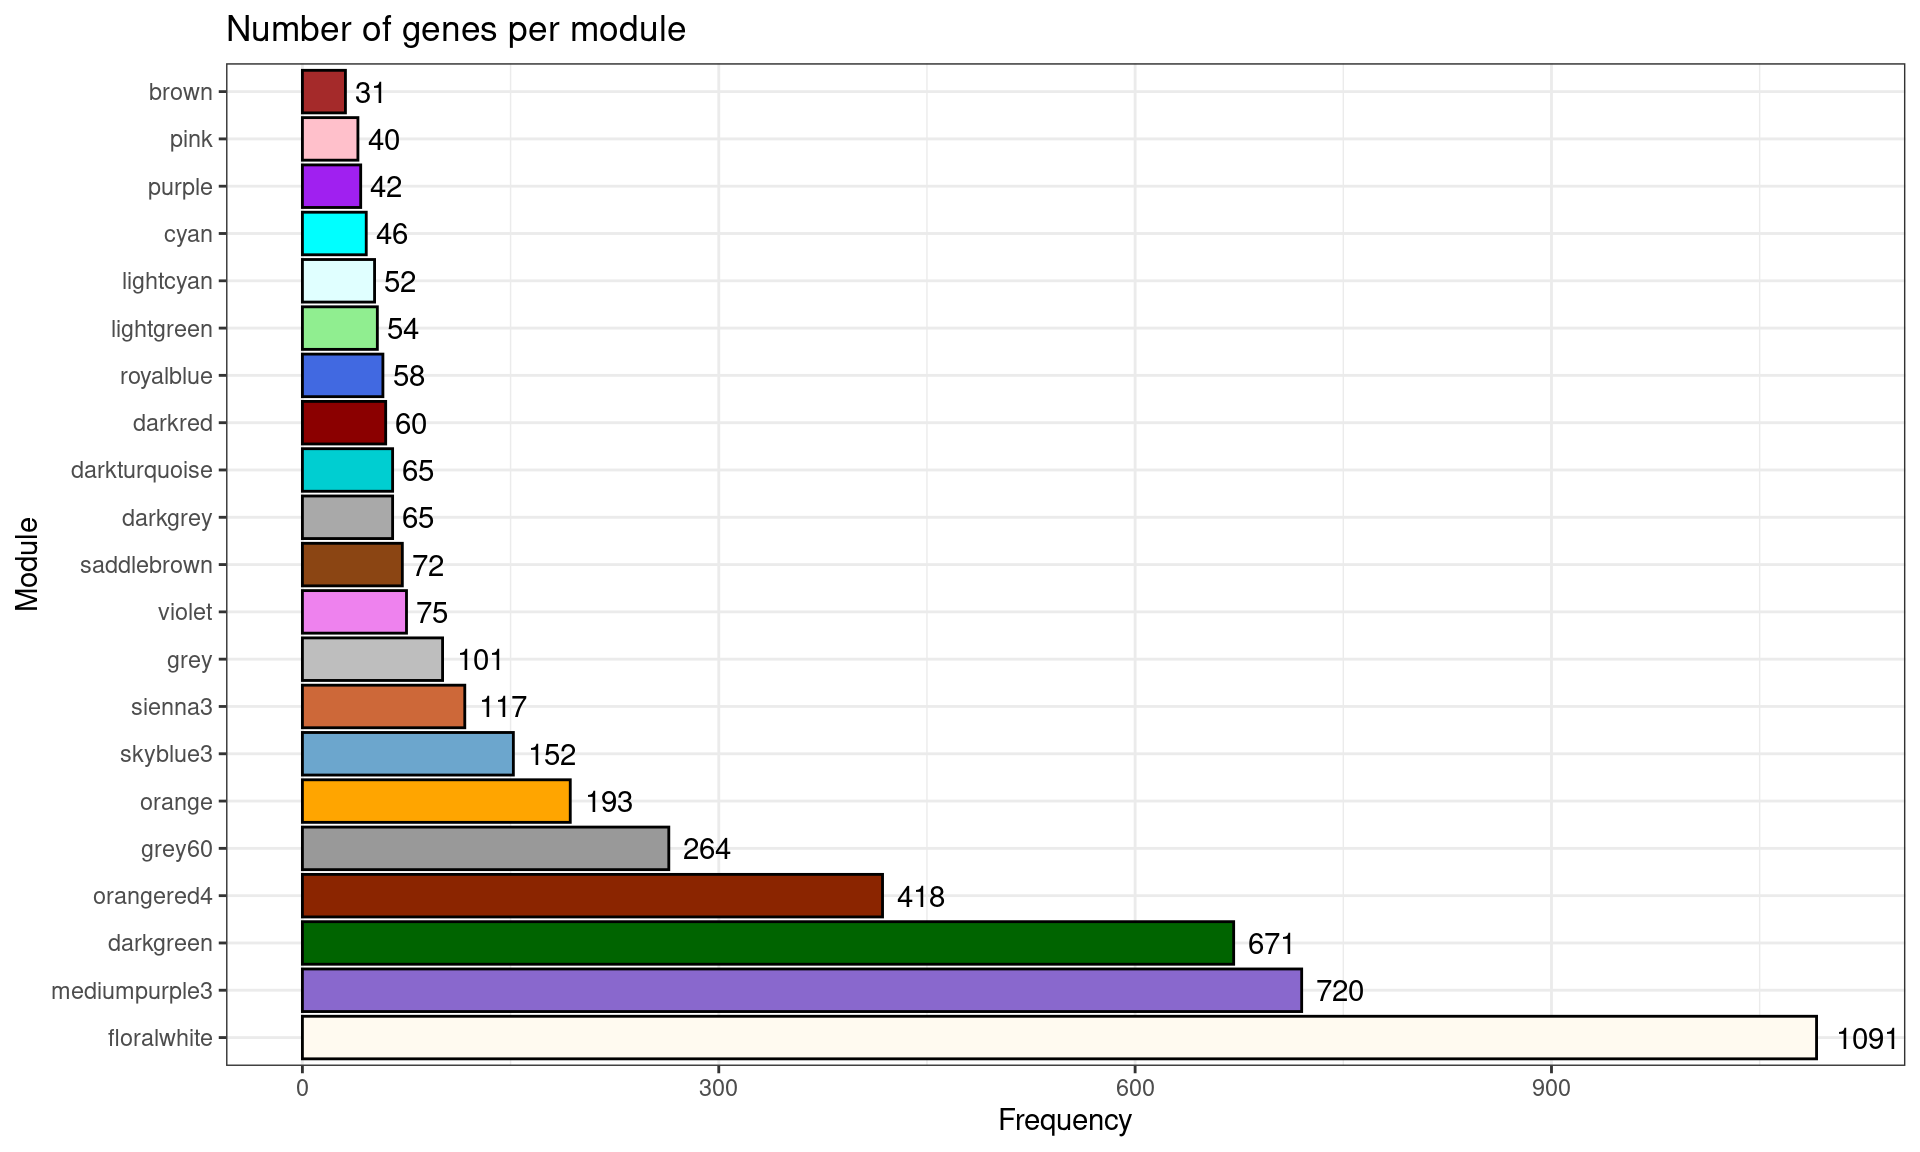 Number of genes per module
Module
brown 31
pink 40
purple 42
cyan 46
lightcyan 52
lightgreen 54
royalblue 58
darkred 60
darkturquoise 65
darkgrey 65
saddlebrown 72
violet 75
grey 101
sienna3 117
skyblue3 152
orange 193
grey60 264
orangered4 418
darkgreen 671
mediumpurple3 720
floralwhite 1091
0 300 600 900
Frequency